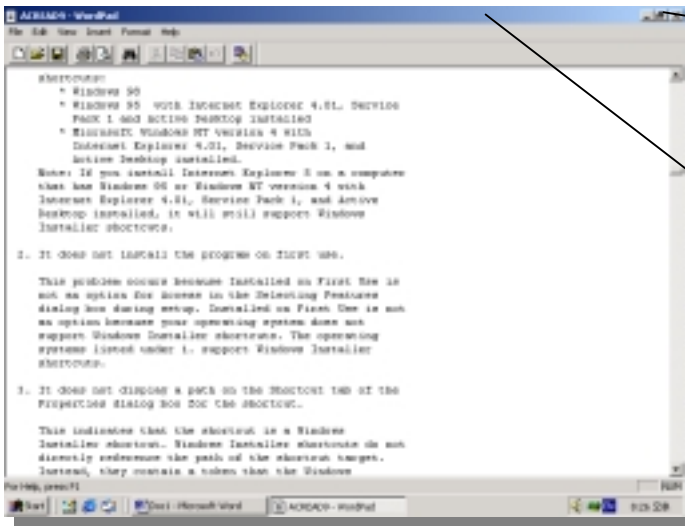 ACREAD9 - WordPad
File Edit View Insert Format Help
shortcuts:
* Windows 98
* Windows 95 with Internet Explorer 4.01, Service
Pack 1 and Active Desktop installed
* Microsoft Windows NT version 4 with
Internet Explorer 4.01, Service Pack 1, and
Active Desktop installed.
Note: If you install Internet Explorer 5 on a computer
that has Windows 95 or Windows NT version 4 with
Internet Explorer 4.01, Service Pack 1, and Active
Desktop installed, it will still support Windows
Installer shortcuts.
2. It does not install the program on first use.
This problem occurs because Installed on First Use is
not an option for Access in the Selecting Features
dialog box during setup. Installed on First Use is not
an option because your operating system does not
support Windows Installer shortcuts. The operating
systems listed under 1. support Windows Installer
shortcuts.
3. It does not dispose a path on the Shortcut tab of the
Properties dialog box for the shortcut.
This indicates that the shortcut is a Windows
Installer shortcut. Windows Installer shortcuts do not
directly reference the path of the shortcut target.
Instead, they contain a token that the Windows
For Help, press F1
NUM
Start
Doc1 - Microsoft Word
ACREAD9 - WordPad